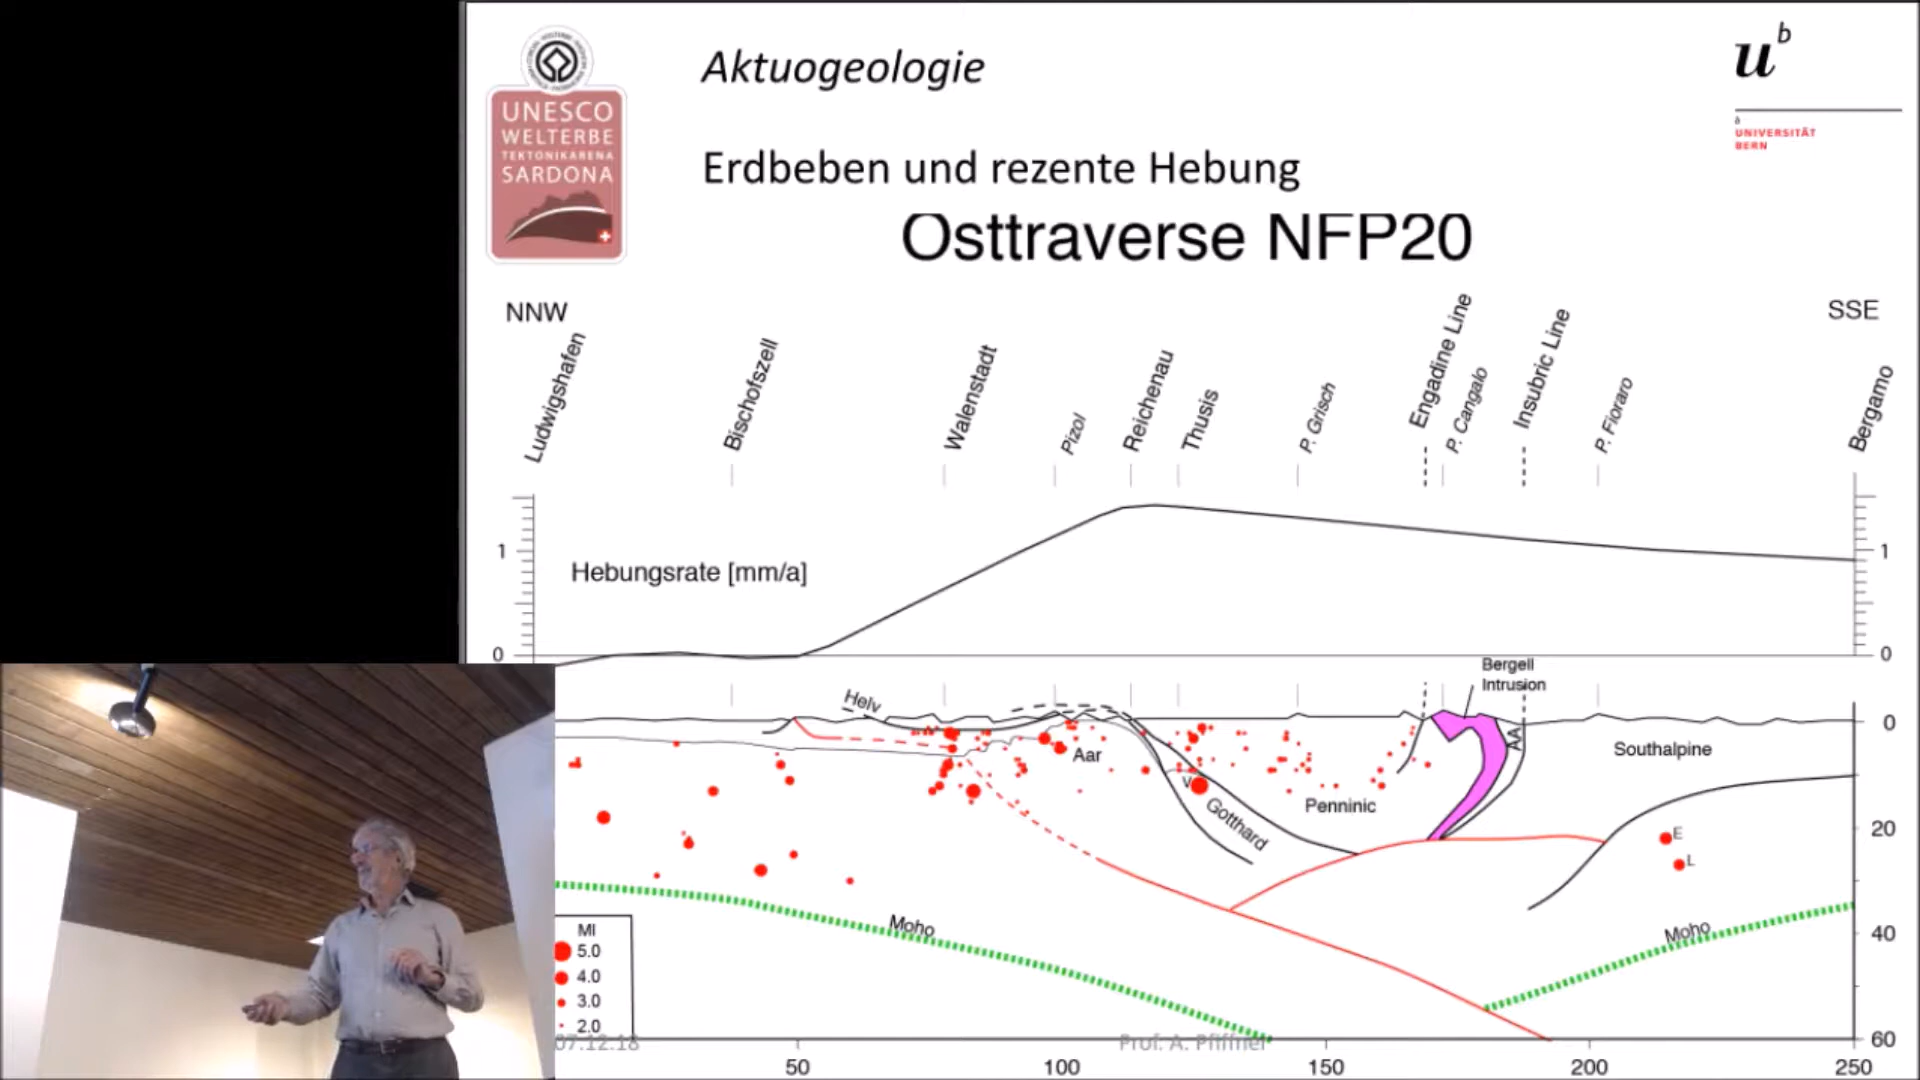 UNESCO
WELTERBE
TEKTONIKARENA
SARDONA
Aktuogeologie
Erdbeben und rezente Hebung
Osttraverse NFP20
u
b
b
UNIVERSITÄT
BERN
NNW
SSE
Ludwigshafen
Bischofszell
Walenstadt
Pizol
Reichenau
Thusis
P. Grisch
Engadine Line
P. Cangalo
Insubric Line
P. Fioraro
Bergamo
1
Hebungsrate [mm/a]
1
0
0
Bergell
Intrusion
Helv
Aar
V
Gotthard
Penninic
AA
Southalpine
E
L
0
20
40
60
Moho
Moho
Ml
5.0
4.0
3.0
2.0
07.12.18
Prof. A. Pfiffner
50
100
150
200
250